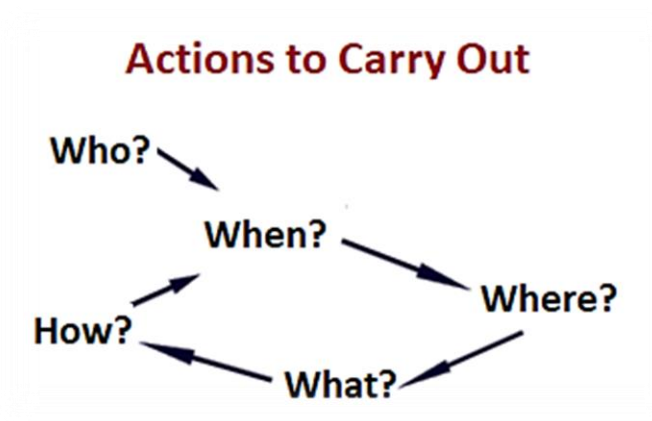 Actions to Carry Out
Who?
When?
Where?
How?
What?